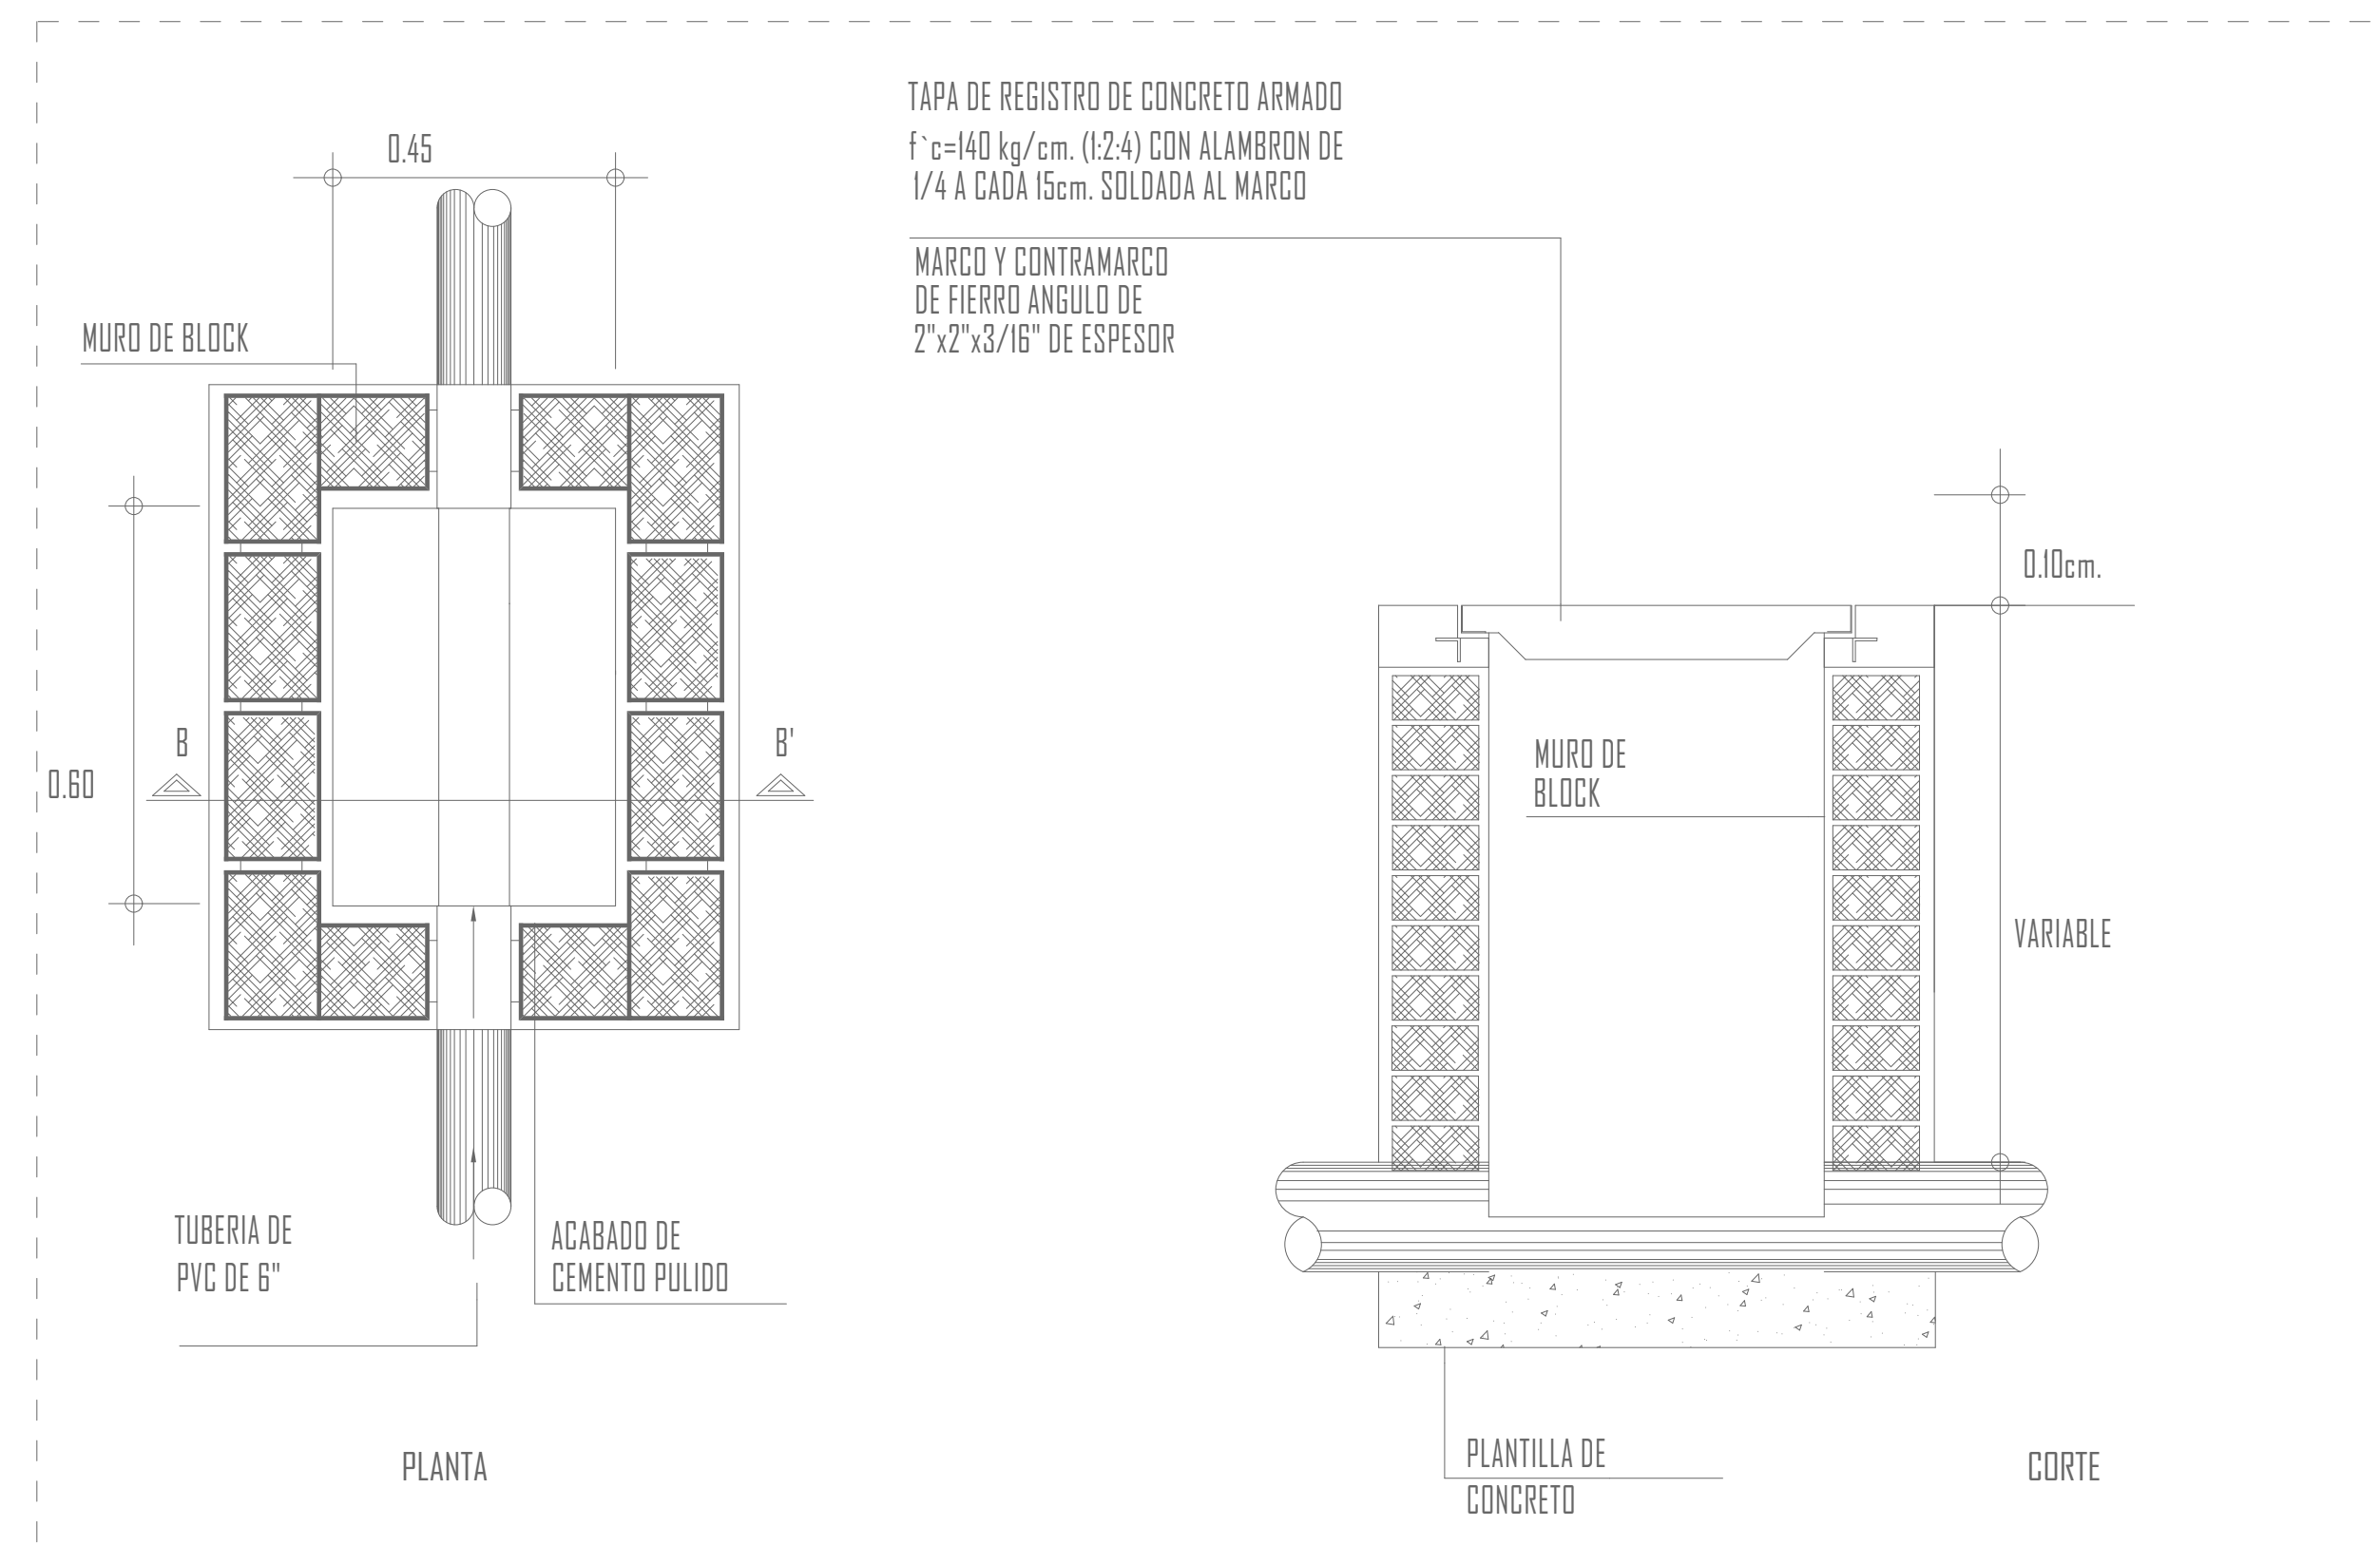 0.45
MURO DE BLOCK
B
B'
0.60
TUBERIA DE
PVC DE 6"
ACABADO DE
CEMENTO PULIDO
PLANTA
TAPA DE REGISTRO DE CONCRETO ARMADO
f`c=140 kg/cm. (1:2:4) CON ALAMBRON DE
1/4 A CADA 15cm. SOLDADA AL MARCO
MARCO Y CONTRAMARCO
DE FIERRO ANGULO DE
2"x2"x3/16" DE ESPESOR
0.10cm.
MURO DE
BLOCK
VARIABLE
PLANTILLA DE
CONCRETO
CORTE